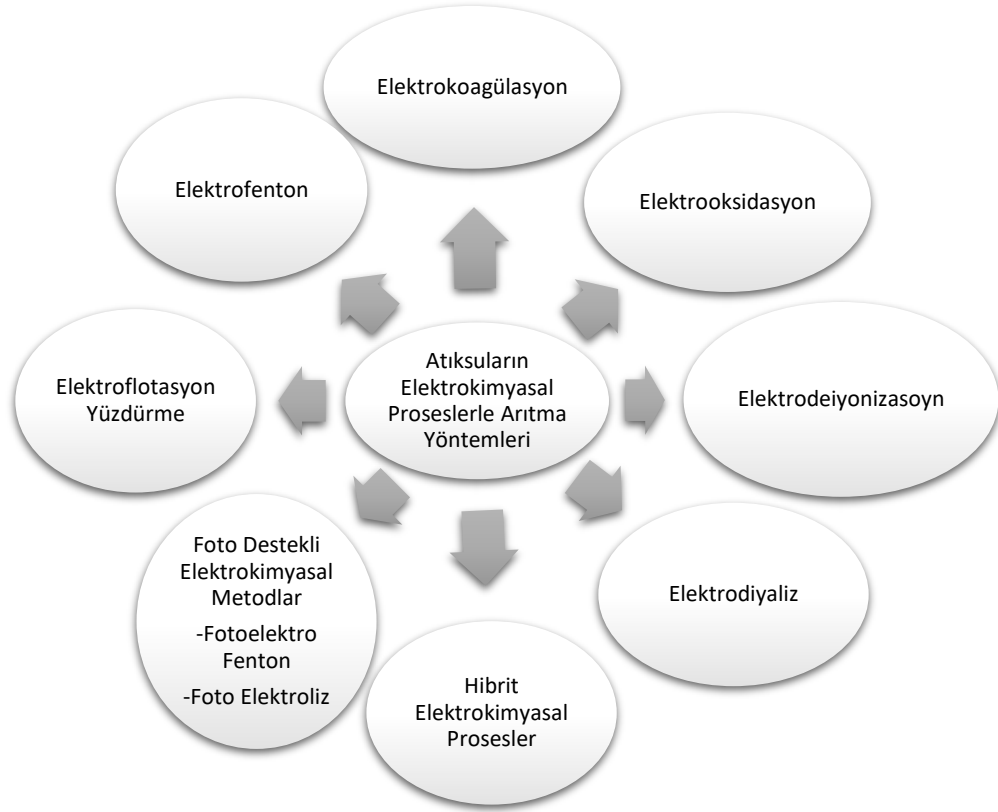 Elektrokoagülasyon
Elektrofenton
Elektrooksidasyon
Elektroflotasyon
Yüzdürme
Atıksuların
Elektrokimyasal
Proseslerle Arıtma
Yöntemleri
Elektrodeiyonizasoyn
Foto Destekli
Elektrokimyasal
Metodlar
-Fotoelektro
Fenton
-Foto Elektroliz
Elektrodiyaliz
Hibrit
Elektrokimyasal
Prosesler